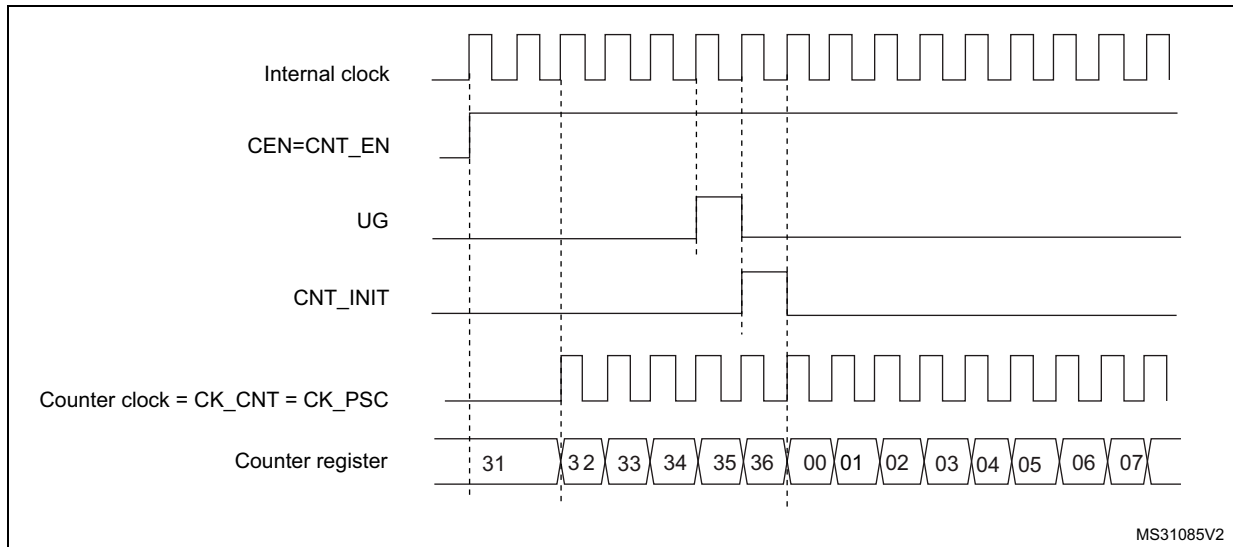 Internal clock
CEN=CNT_EN
UG
CNT_INIT
Counter clock = CK_CNT = CK_PSC
Counter register 31 32 33 34 35 36 00 01 02 03 04 05 06 07
MS31085V2